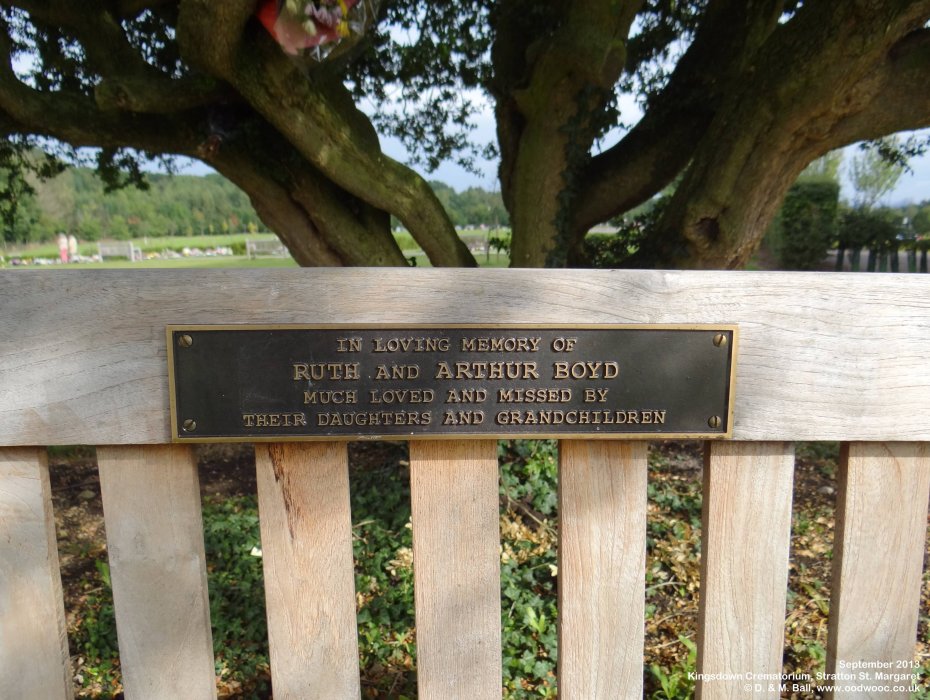 IN LOVING MEMORY OF
RUTH AND ARTHUR BOYD
MUCH LOVED AND MISSED BY
THEIR DAUGHTERS AND GRANDCHILDREN
September 2013
Kingsdown Crematorium, Stratton St. Margaret
© D. & M. Ball, www.oodwooc.co.uk